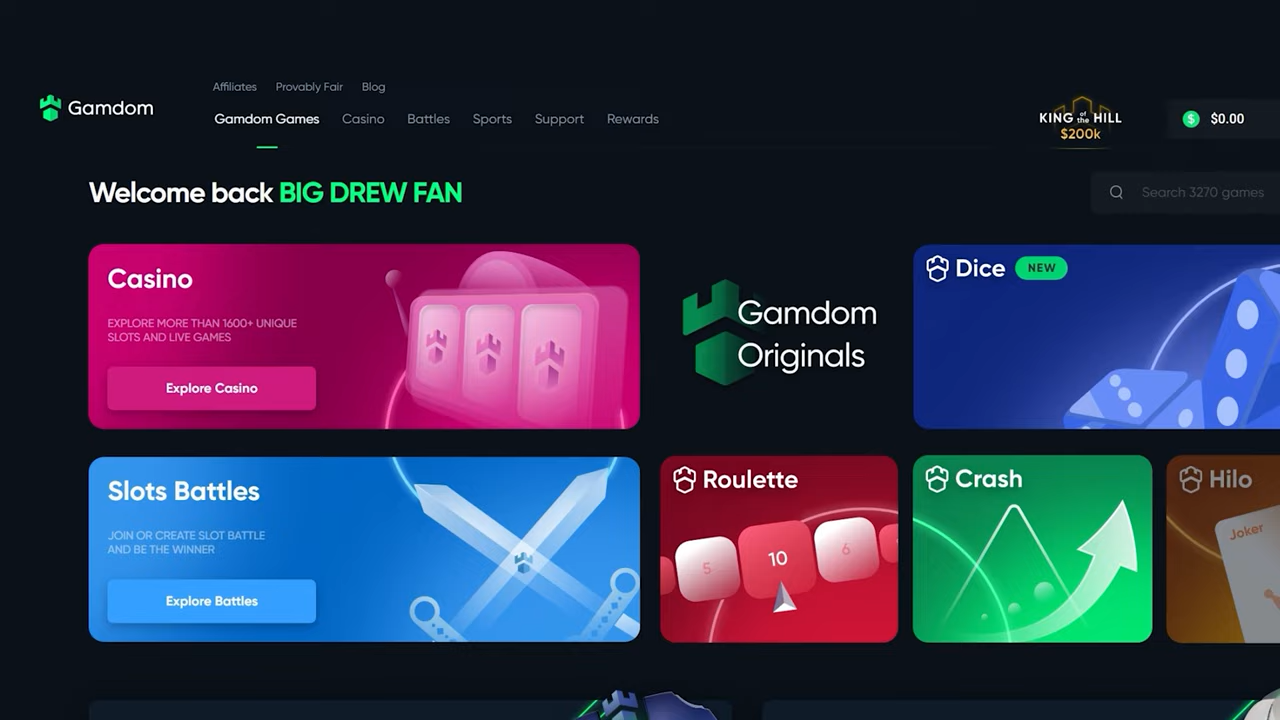 Affiliates Provably Fair Blog
Gamdom
Gamdom Games Casino Battles Sports Support Rewards
KING of the HILL
$200k
$ $0.00
Welcome back BIG DREW FAN
Search 3270 games
Casino
EXPLORE MORE THAN 1600+ UNIQUE
SLOTS AND LIVE GAMES
Explore Casino
Gamdom
Originals
Dice NEW
Slots Battles
JOIN OR CREATE SLOT BATTLE
AND BE THE WINNER
Explore Battles
Roulette
5 10 6
Crash
Hilo
Joker